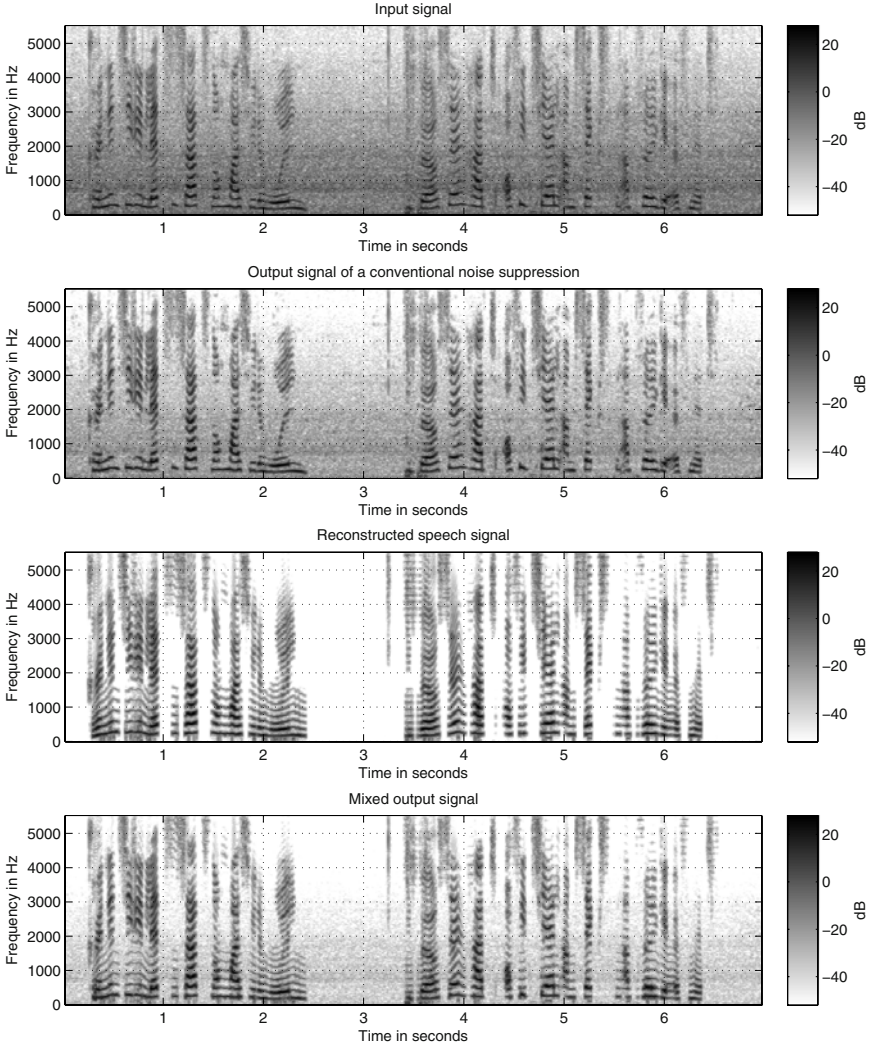 Input signal
5000
4000
3000
2000
1000
0
Frequency in Hz
1 2 3 4 5 6
Time in seconds
20
0
−20
−40
dB
Output signal of a conventional noise suppression
5000
4000
3000
2000
1000
0
Frequency in Hz
1 2 3 4 5 6
Time in seconds
20
0
−20
−40
dB
Reconstructed speech signal
5000
4000
3000
2000
1000
0
Frequency in Hz
1 2 3 4 5 6
Time in seconds
20
0
−20
−40
dB
Mixed output signal
5000
4000
3000
2000
1000
0
Frequency in Hz
1 2 3 4 5 6
Time in seconds
20
0
−20
−40
dB